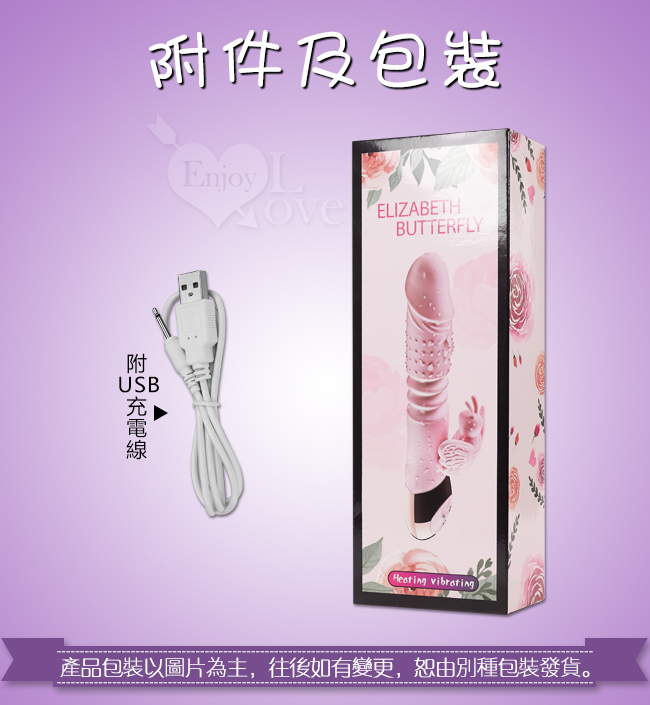 附件及包裝
Enjoy Love
ELIZABETH
BUTTERFLY
附
USB
充
電
線
Heating vibrating
產品包裝以圖片為主，往後如有變更，恕由別種包裝發貨。